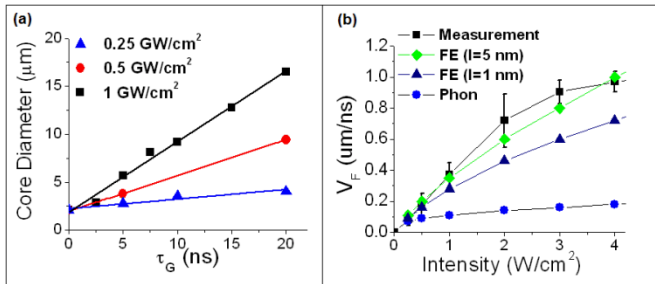 (a)
0.25 GW/cm²
0.5 GW/cm²
1 GW/cm²
20
15
10
5
0
Core Diameter (μm)
0 5 10 15 20
τG (ns)
(b)
Measurement
FE (l=5 nm)
FE (l=1 nm)
Phon
1.0
0.8
0.6
0.4
0.2
0.0
VF (um/ns)
0 1 2 3 4
Intensity (W/cm²)